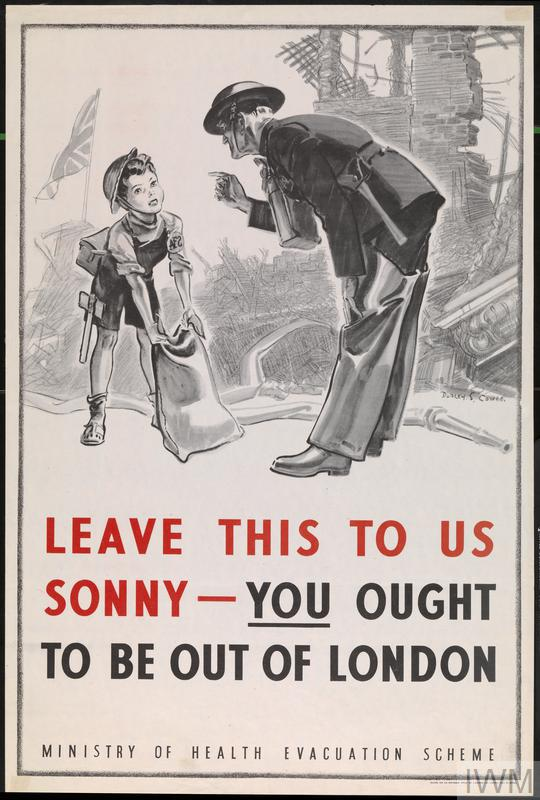 DUDLEY S. COWES.
LEAVE THIS TO US
SONNY — YOU OUGHT
TO BE OUT OF LONDON
MINISTRY OF HEALTH EVACUATION SCHEME
IWM